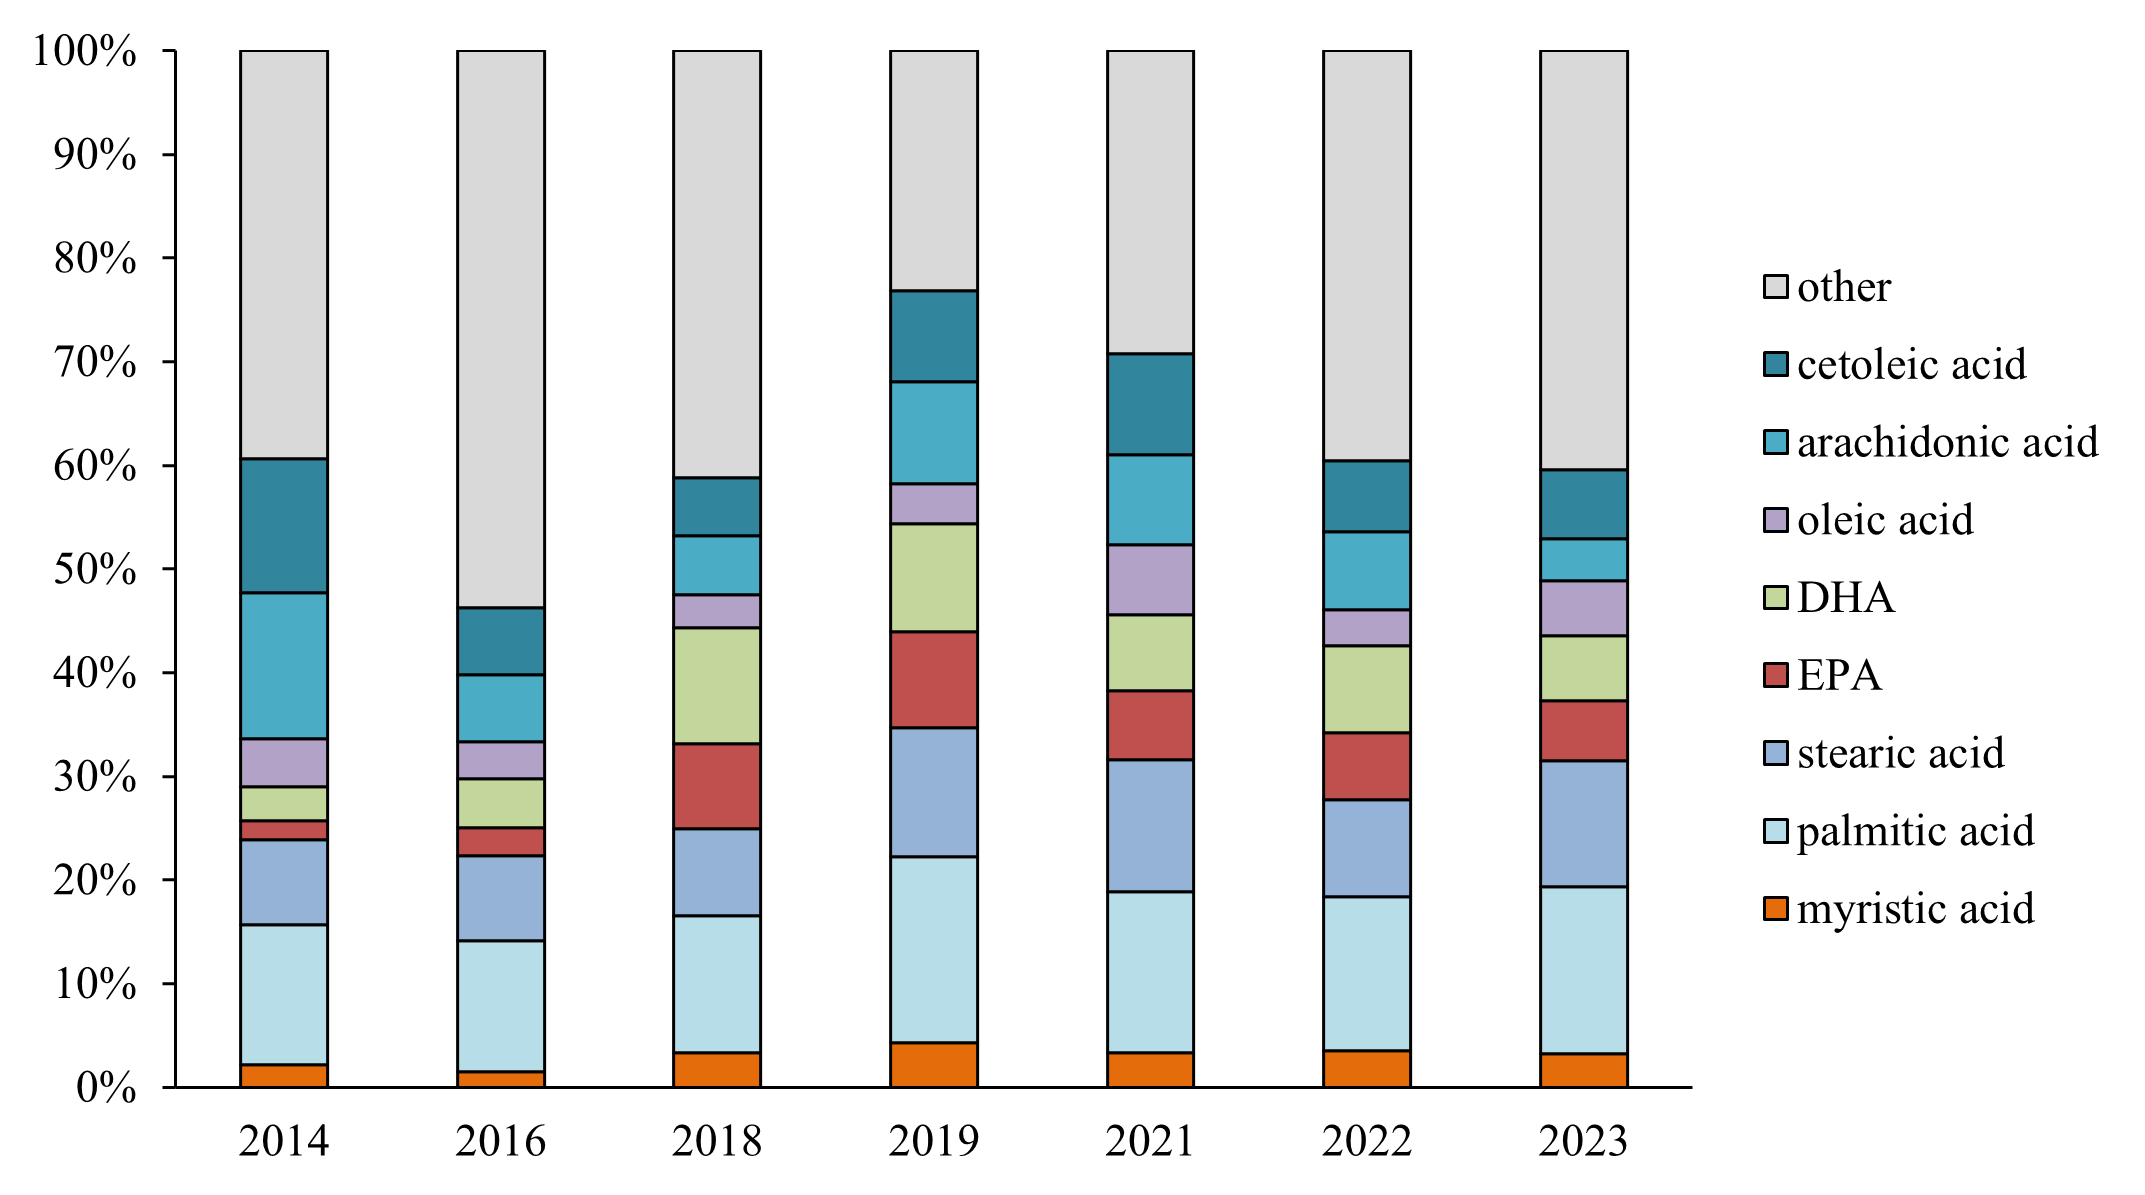 100%
90%
80%
70%
60%
50%
40%
30%
20%
10%
0%
2014 2016 2018 2019 2021 2022 2023
other
cetoleic acid
arachidonic acid
oleic acid
DHA
EPA
stearic acid
palmitic acid
myristic acid